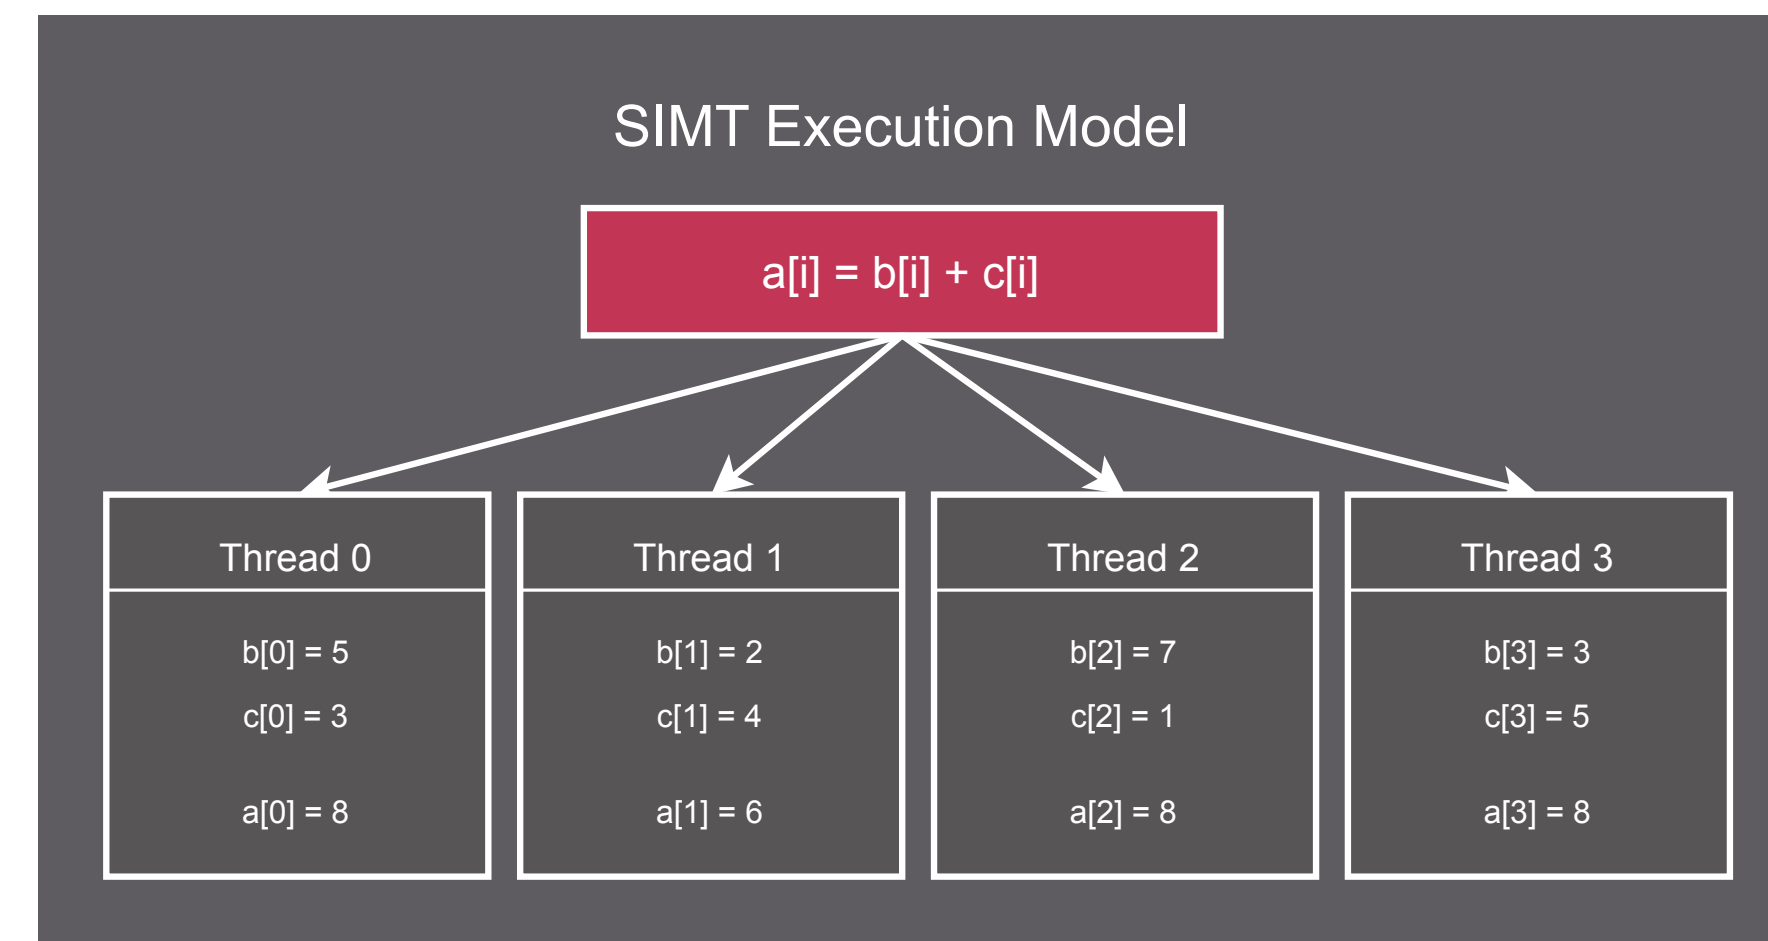 SIMT Execution Model
a[i] = b[i] + c[i]
Thread 0
b[0] = 5
c[0] = 3
a[0] = 8
Thread 1
b[1] = 2
c[1] = 4
a[1] = 6
Thread 2
b[2] = 7
c[2] = 1
a[2] = 8
Thread 3
b[3] = 3
c[3] = 5
a[3] = 8